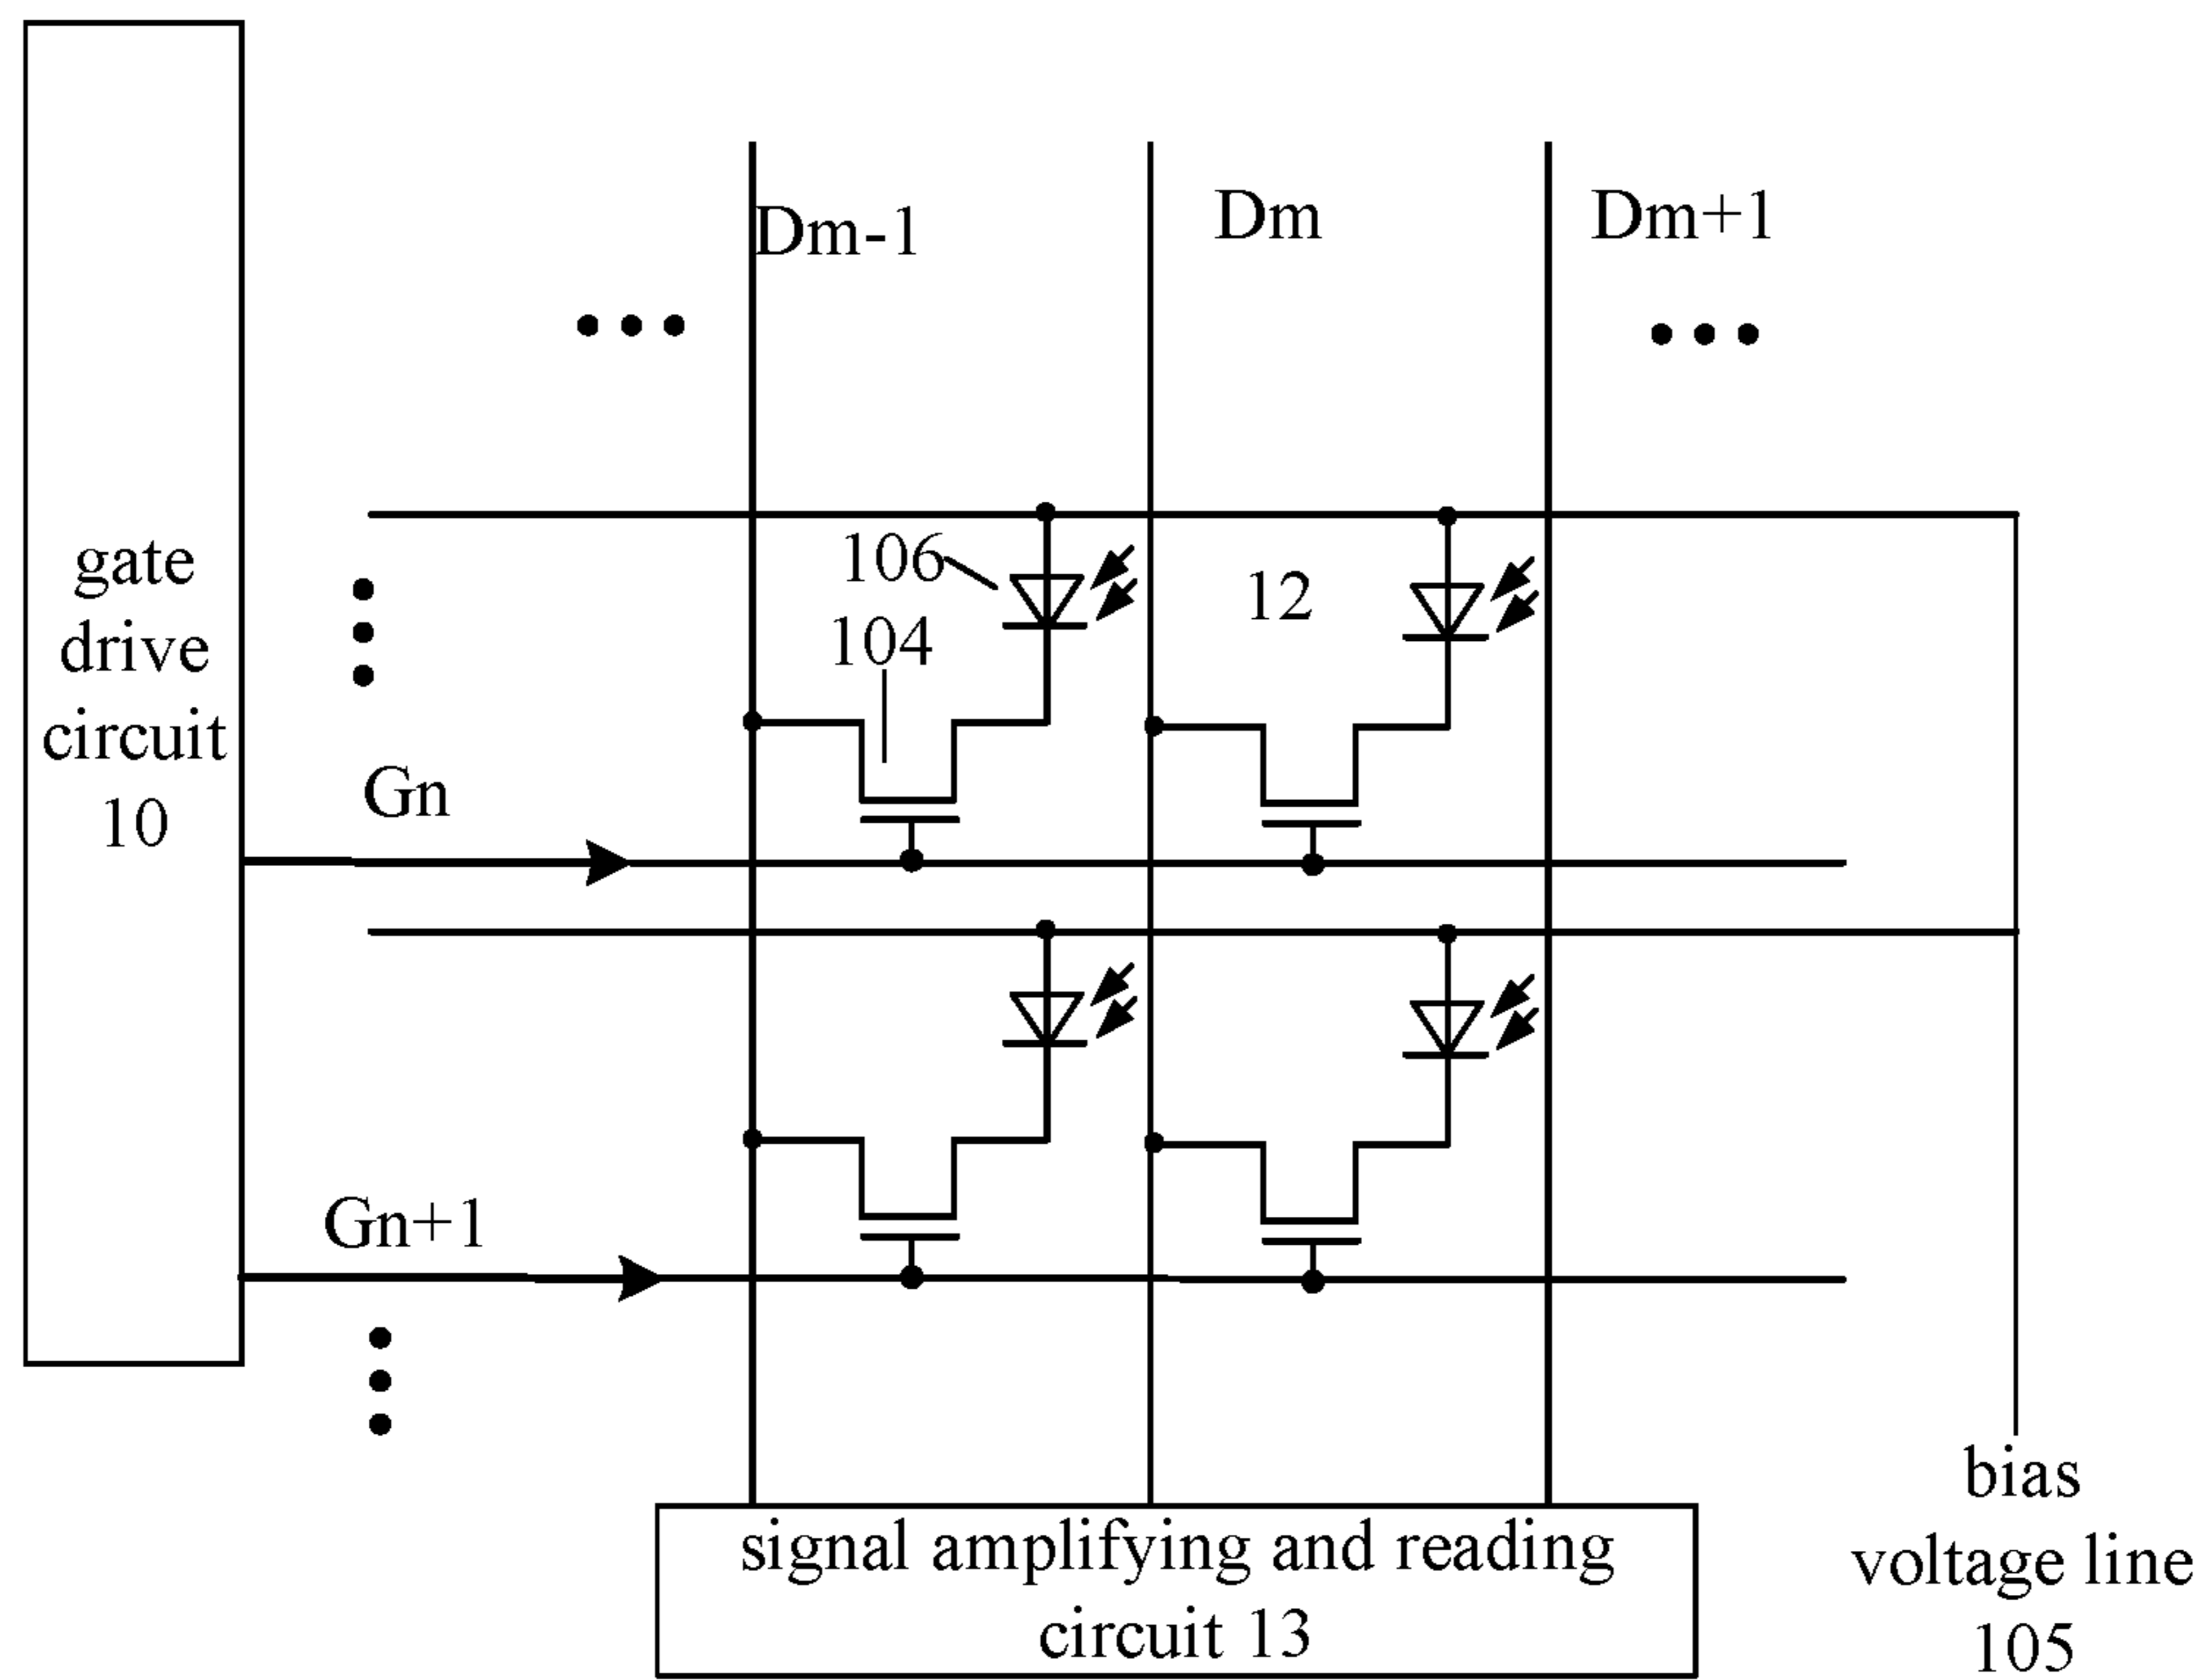 Dm-1
Dm
Dm+1
gate
drive
circuit
10
106
104
12
Gn
Gn+1
signal amplifying and reading
circuit 13
bias
voltage line
105